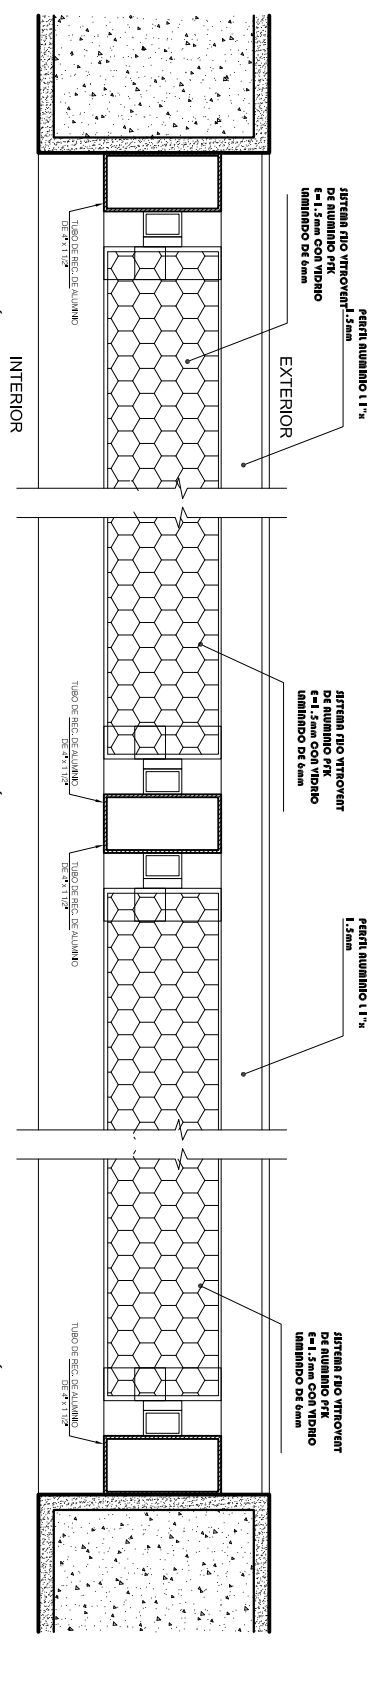 SISTEMA FIJO VITROVENT
DE ALUMINIO PFK
E=1.5mm CON VIDRIO
LAMINADO DE 6mm
PERFIL ALUMINIO L 1"x
1.5mm
EXTERIOR
TUBO DE REC. DE ALUMINIO
DE 4" x 1 1/2"
INTERIOR
SISTEMA FIJO VITROVENT
DE ALUMINIO PFK
E=1.5mm CON VIDRIO
LAMINADO DE 6mm
TUBO DE REC. DE ALUMINIO
DE 4" x 1 1/2"
TUBO DE REC. DE ALUMINIO
DE 4" x 1 1/2"
PERFIL ALUMINIO L 1"x
1.5mm
SISTEMA FIJO VITROVENT
DE ALUMINIO PFK
E=1.5mm CON VIDRIO
LAMINADO DE 6mm
TUBO DE REC. DE ALUMINIO
DE 4" x 1 1/2"